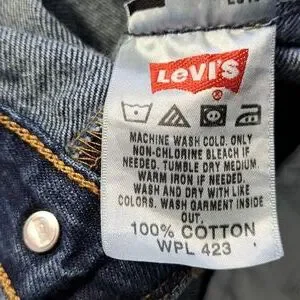 LEVI'S
®
MACHINE WASH COLD. ONLY
NON-CHLORINE BLEACH IF
NEEDED. TUMBLE DRY MEDIUM.
WARM IRON IF NEEDED.
WASH AND DRY WITH LIKE
COLORS. WASH GARMENT INSIDE
OUT.
100% COTTON
WPL 423